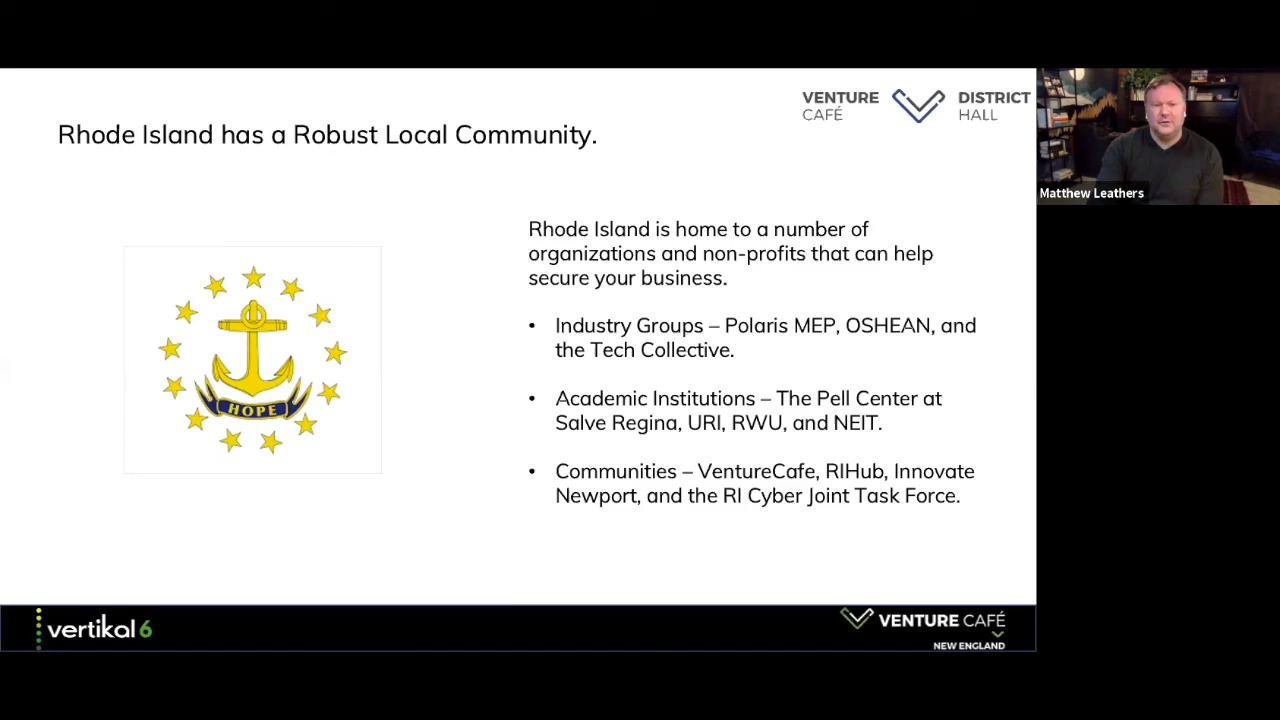 VENTURE
CAFÉ
DISTRICT
HALL
Rhode Island has a Robust Local Community.
Matthew Leathers
Rhode Island is home to a number of
organizations and non-profits that can help
secure your business.
• Industry Groups – Polaris MEP, OSHEAN, and
the Tech Collective.
• Academic Institutions – The Pell Center at
Salve Regina, URI, RWU, and NEIT.
• Communities – VentureCafe, RIHub, Innovate
Newport, and the RI Cyber Joint Task Force.
HOPE
vertikal6
VENTURE CAFÉ
NEW ENGLAND